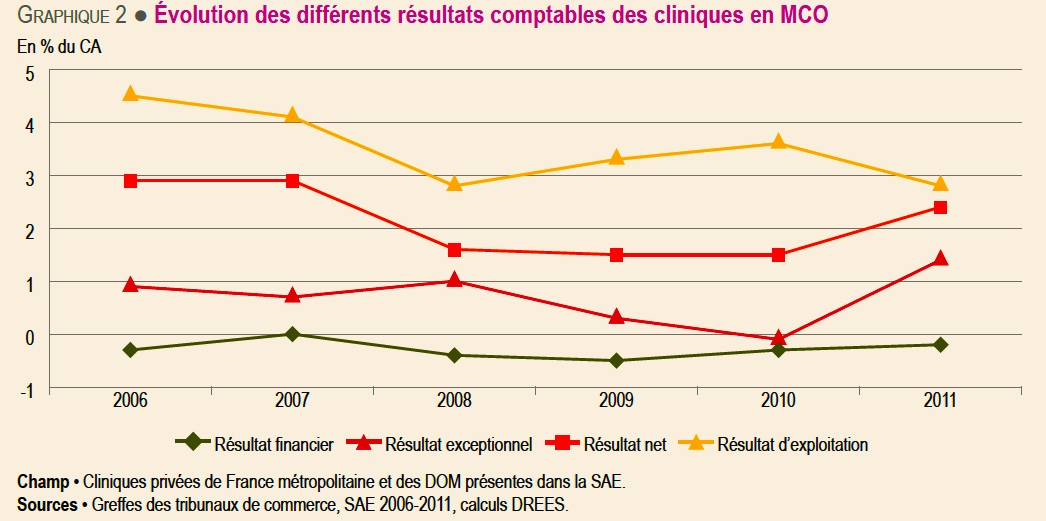 GRAPHIQUE 2 ● Évolution des différents résultats comptables des cliniques en MCO
En % du CA
5
4
3
2
1
0
-1
2006 2007 2008 2009 2010 2011
Résultat financier Résultat exceptionnel Résultat net Résultat d’exploitation
Champ • Cliniques privées de France métropolitaine et des DOM présentes dans la SAE.
Sources • Greffes des tribunaux de commerce, SAE 2006-2011, calculs DREES.